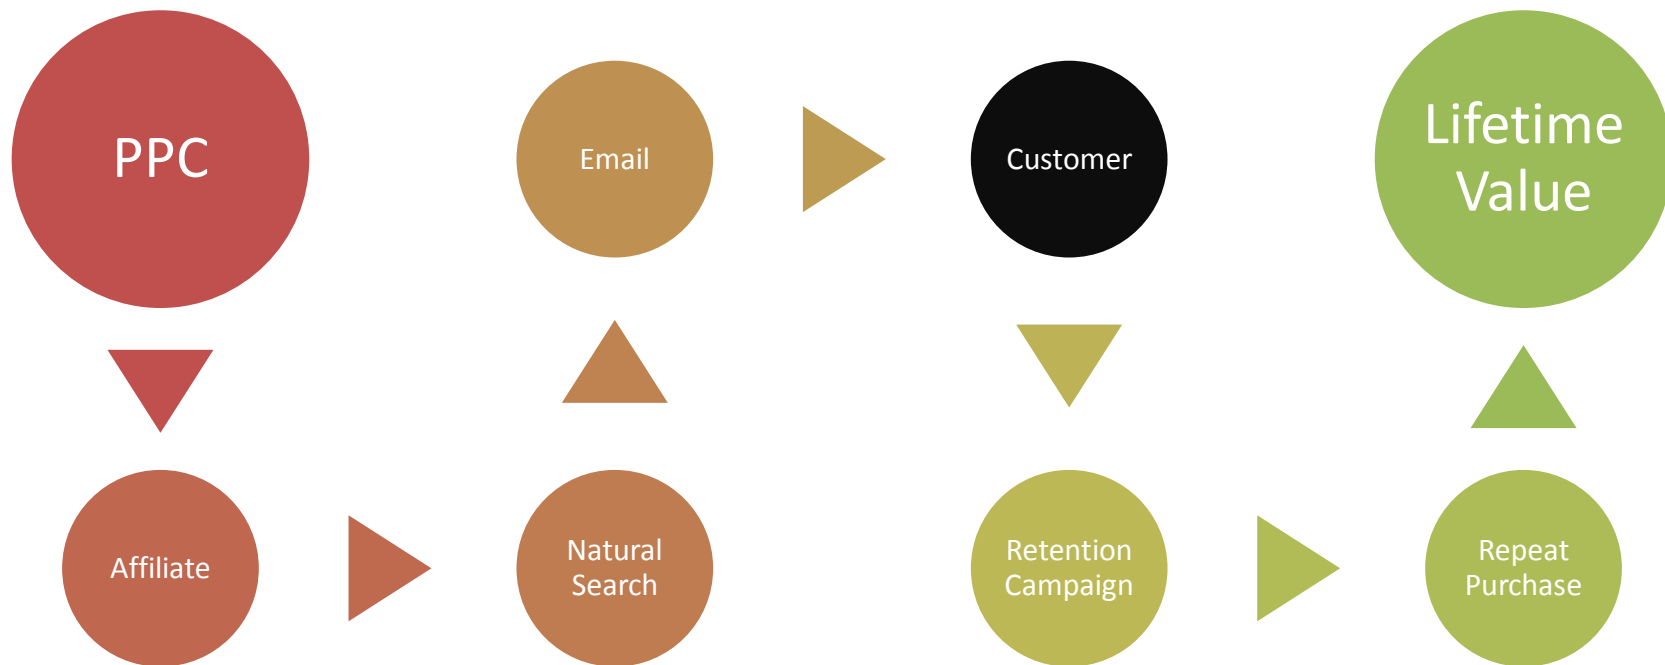 PPC
Affiliate
Natural
Search
Email
Customer
Retention
Campaign
Repeat
Purchase
Lifetime
Value